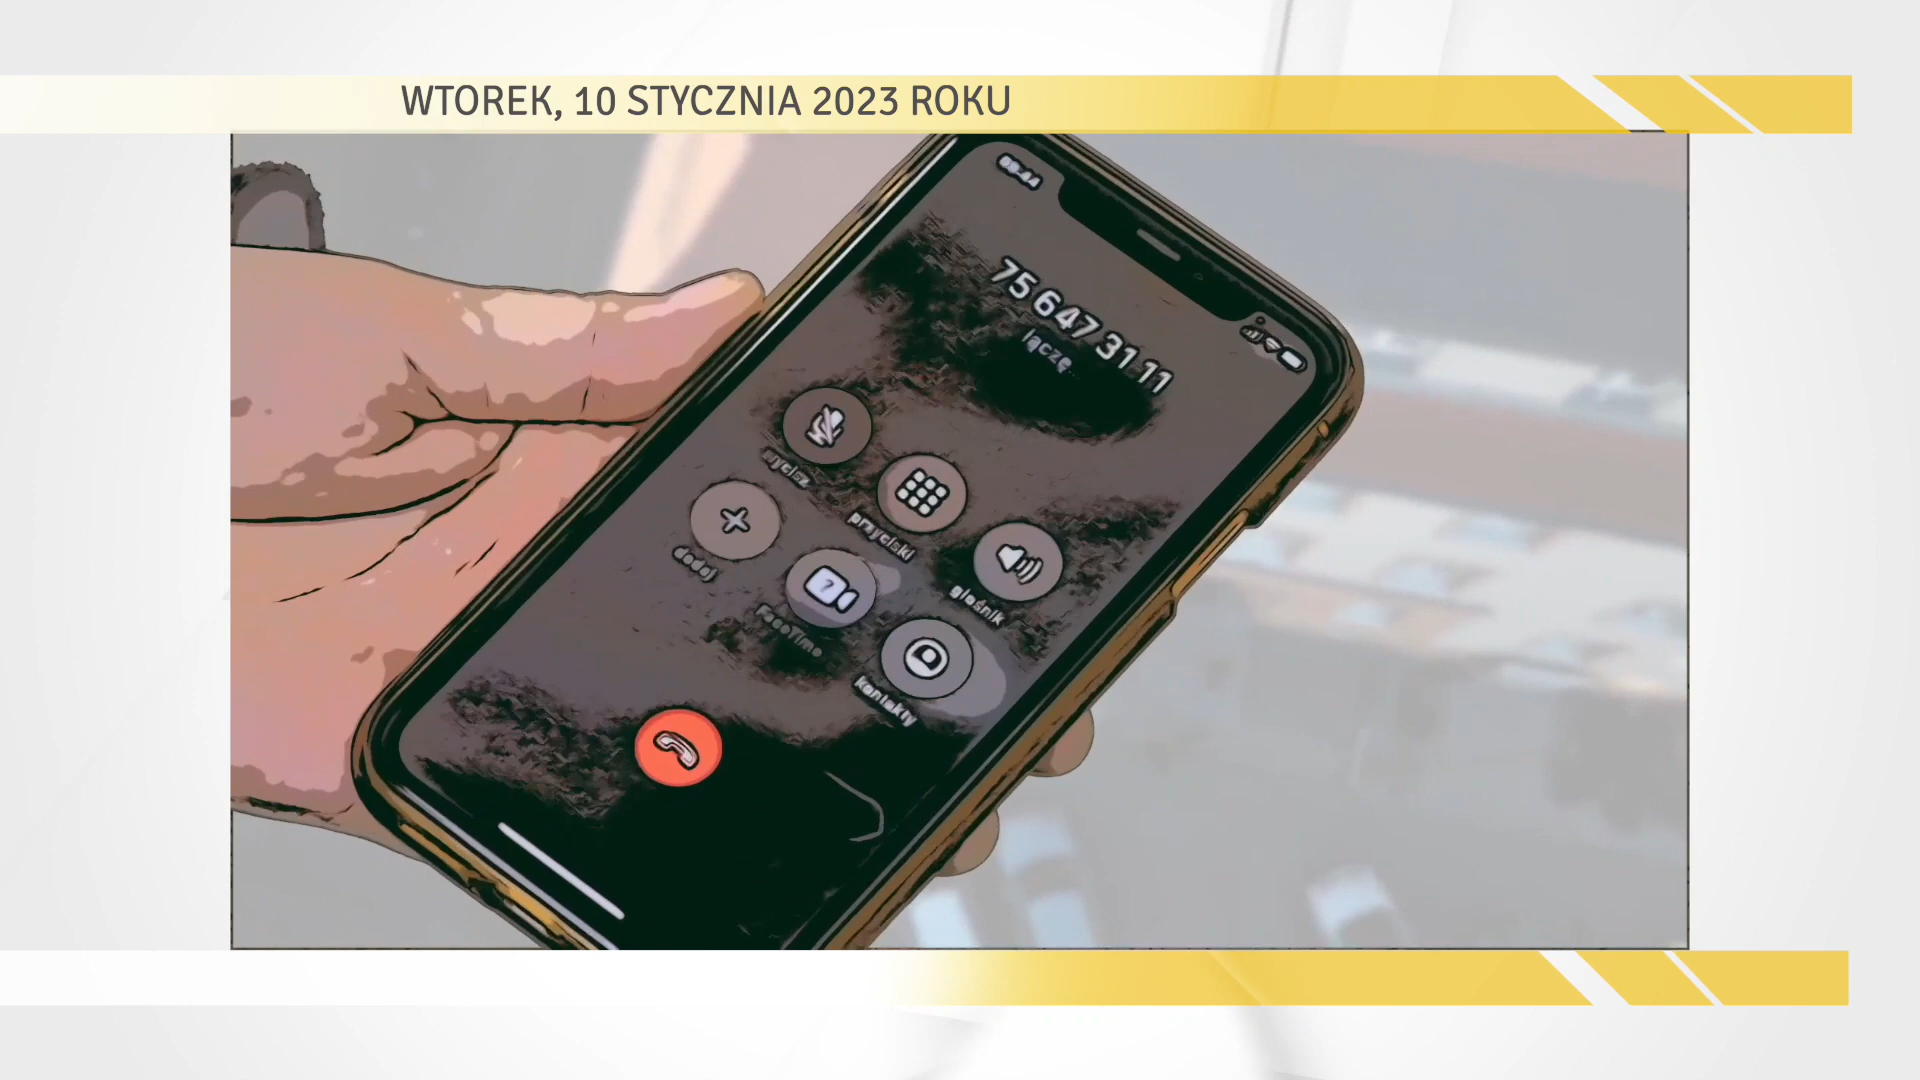 WTOREK, 10 STYCZNIA 2023 ROKU
75 647 31 11
łączę...
wycisz
przyciski
głośnik
dodaj
FaceTime
kontakty